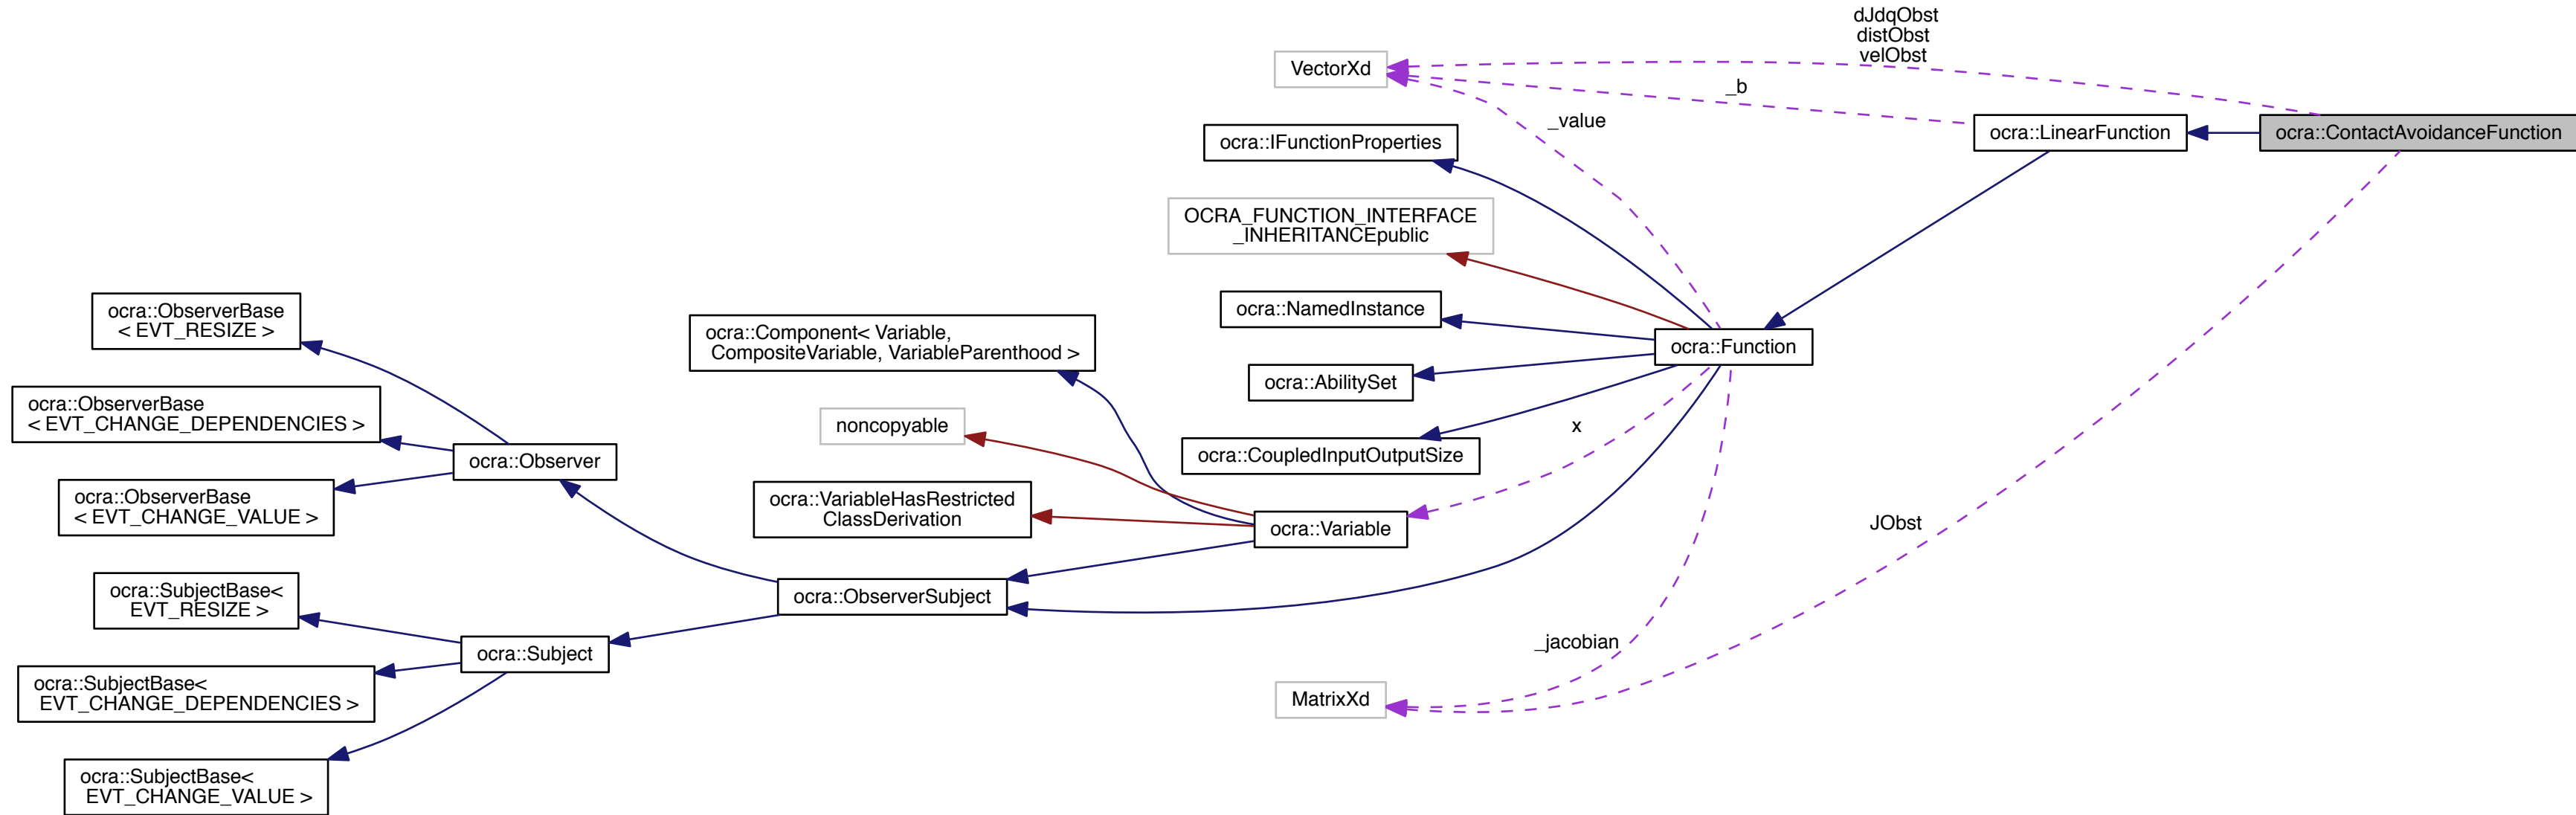 dJdqObst
distObst
velObst
VectorXd
_b
_value
ocra::IFunctionProperties
ocra::LinearFunction
ocra::ContactAvoidanceFunction
OCRA_FUNCTION_INTERFACE
_INHERITANCEpublic
ocra::NamedInstance
ocra::ObserverBase
< EVT_RESIZE >
ocra::Component< Variable,
CompositeVariable, VariableParenthood >
ocra::Function
ocra::AbilitySet
ocra::ObserverBase
< EVT_CHANGE_DEPENDENCIES >
noncopyable
x
ocra::CoupledInputOutputSize
ocra::Observer
ocra::ObserverBase
< EVT_CHANGE_VALUE >
ocra::VariableHasRestricted
ClassDerivation
ocra::Variable
JObst
ocra::SubjectBase<
EVT_RESIZE >
ocra::ObserverSubject
_jacobian
ocra::Subject
ocra::SubjectBase<
EVT_CHANGE_DEPENDENCIES >
MatrixXd
ocra::SubjectBase<
EVT_CHANGE_VALUE >